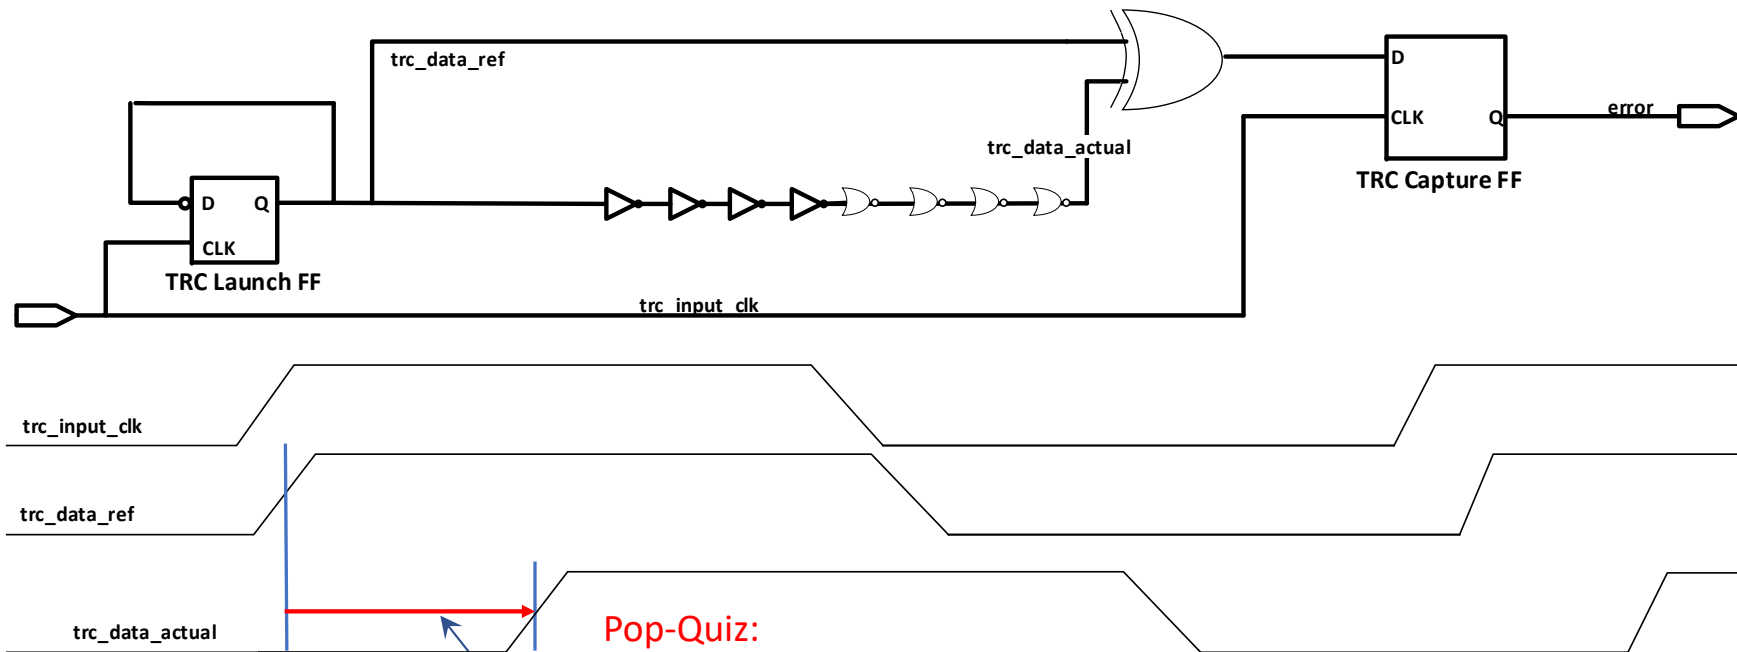 trc_data_ref
D
CLK
Q
error
trc_data_actual
TRC Capture FF
D
Q
CLK
TRC Launch FF
trc_input_clk
trc_input_clk
trc_data_ref
Pop-Quiz:
trc_data_actual